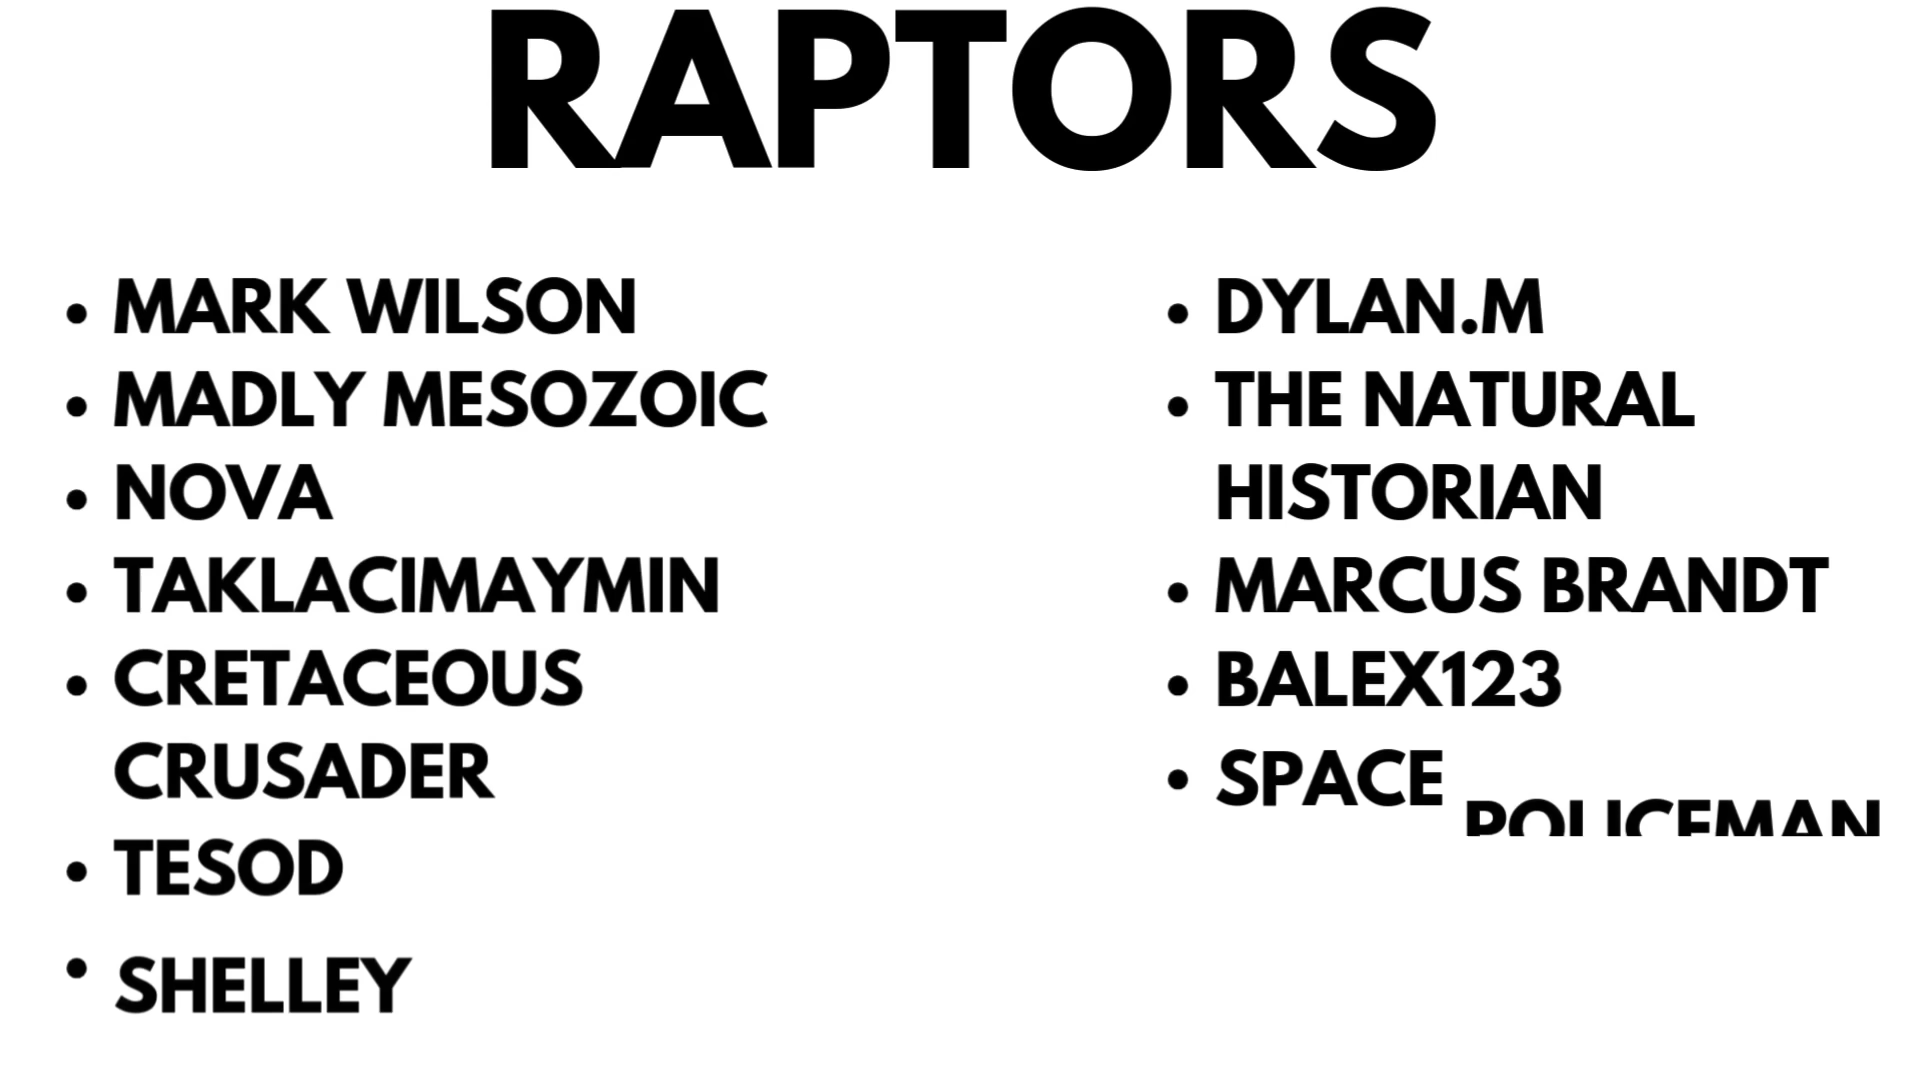 RAPTORS
• MARK WILSON
• MADLY MESOZOIC
• NOVA
• TAKLACIMAYMIN
• CRETACEOUS
CRUSADER
• TESOD
• SHELLEY
• DYLAN.M
• THE NATURAL
HISTORIAN
• MARCUS BRANDT
• BALEX123
• SPACE POLICEMAN